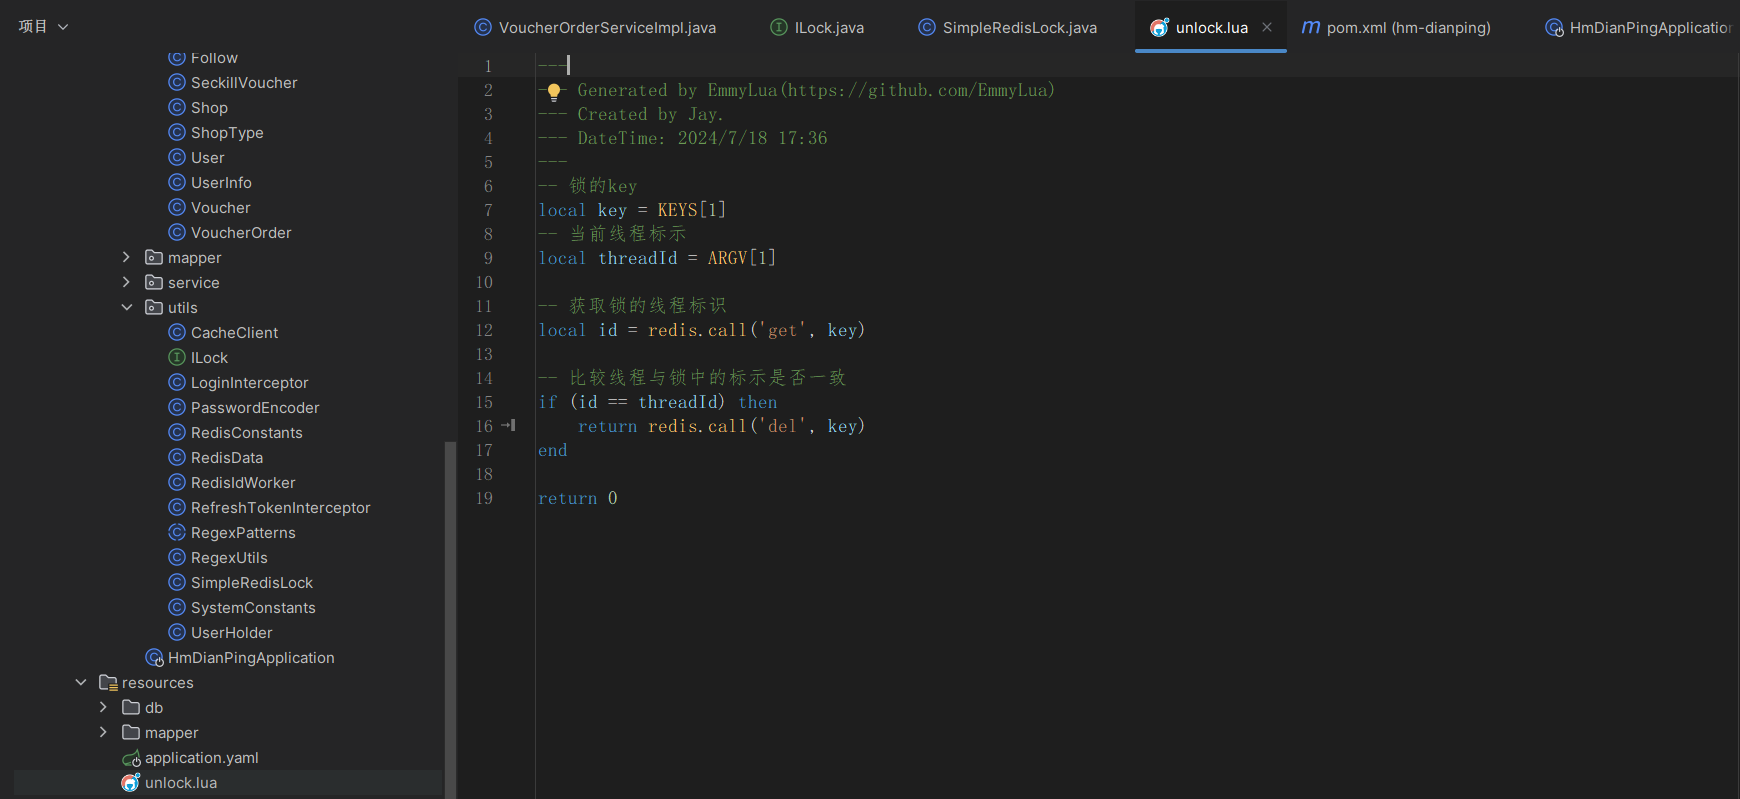 项目
Follow
SeckillVoucher
Shop
ShopType
User
UserInfo
Voucher
VoucherOrder
mapper
service
utils
CacheClient
ILock
LoginInterceptor
PasswordEncoder
RedisConstants
RedisData
RedisIdWorker
RefreshTokenInterceptor
RegexPatterns
RegexUtils
SimpleRedisLock
SystemConstants
UserHolder
HmDianPingApplication
resources
db
mapper
application.yaml
unlock.lua
VoucherOrderServiceImpl.java ILock.java SimpleRedisLock.java unlock.lua pom.xml (hm-dianping) HmDianPingApplication
1 ---
2 --- Generated by EmmyLua(https://github.com/EmmyLua)
3 --- Created by Jay.
4 --- DateTime: 2024/7/18 17:36
5 ---
6 -- 锁的key
7 local key = KEYS[1]
8 -- 当前线程标示
9 local threadId = ARGV[1]
10
11 -- 获取锁的线程标识
12 local id = redis.call('get', key)
13
14 -- 比较线程与锁中的标示是否一致
15 if (id == threadId) then
16 return redis.call('del', key)
17 end
18
19 return 0